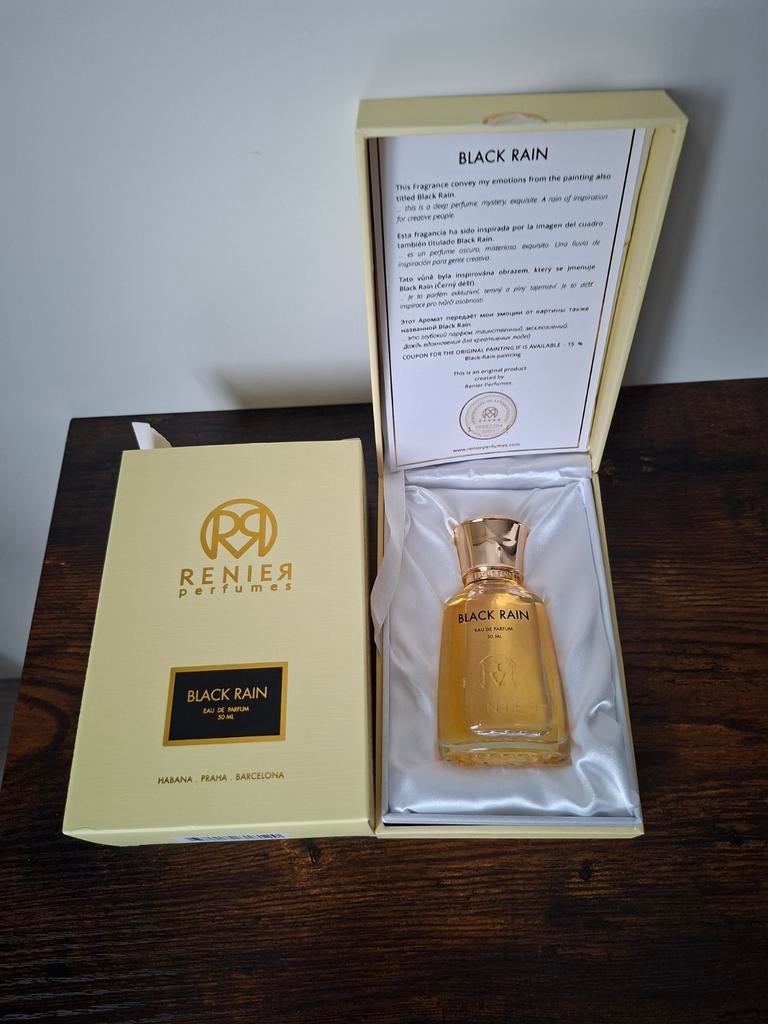 RENIEЯ
perfumes
BLACK RAIN
EAU DE PARFUM
50 ML
HABANA . PRAHA . BARCELONA
BLACK RAIN
This Fragrance convey my emotions from the painting also
titled Black Rain.
... this is a deep perfume, mystery, exquisite. A rain of inspiration
for creative people.
Esta fragancia ha sido inspirada por la imagen del cuadro
también titulado Black Rain.
... es un perfume oscuro, misterioso, exquisito. Una lluvia de
inspiración para gente creativa.
Tato vůně byla inspirována obrazem, který se jmenuje
Black Rain (Černý déšť).
... Je to parfém exkluzivní, temný a plný tajemství. Je to déšť
inspirace pro tvůrčí osobnosti.
Этот Аромат передаёт мои эмоции от картины также
названной Black Rain.
... это глубокий парфюм, таинственный, эксклюзивный.
Дождь вдохновения для креативных людей)
COUPON FOR THE ORIGINAL PAINTING IF IS AVAILABLE - 15 %
Black-Rain-painting
This is an original product
created by
Renier Perfumes.
www.renierperfumes.com
BLACK RAIN
EAU DE PARFUM
50 ML